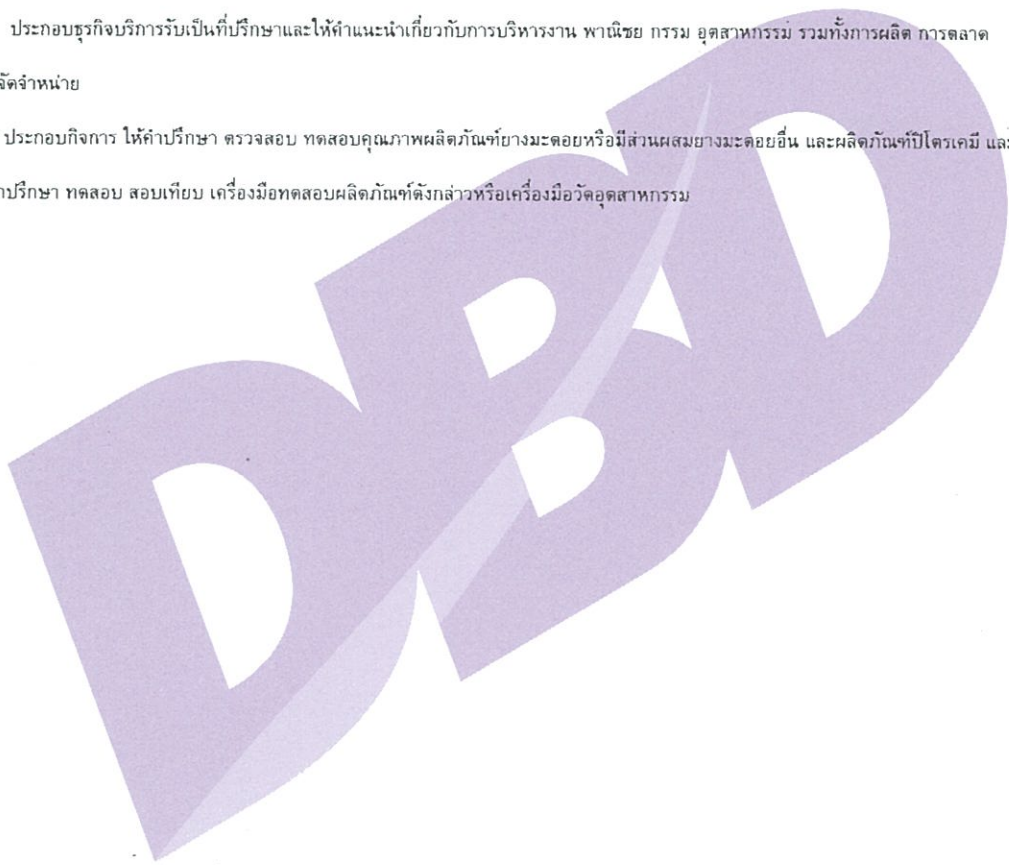 ประกอบธุรกิจบริการรับเป็นที่ปรึกษาและให้คำแนะนำเกี่ยวกับการบริหารงาน พาณิชย กรรม อุตสาหกรรม รวมทั้งการผลิต การตลาด
จัดจำหน่าย
ประกอบกิจการ ให้คำปรึกษา ตรวจสอบ ทดสอบคุณภาพผลิตภัณฑ์ยางมะตอยหรือมีส่วนผสมยางมะตอยอื่น และผลิตภัณฑ์ปิโตรเคมี และ
ปรึกษา ทดสอบ สอบเทียบ เครื่องมือทดสอบผลิตภัณฑ์ดังกล่าวหรือเครื่องมือวัดอุตสาหกรรม
DBD